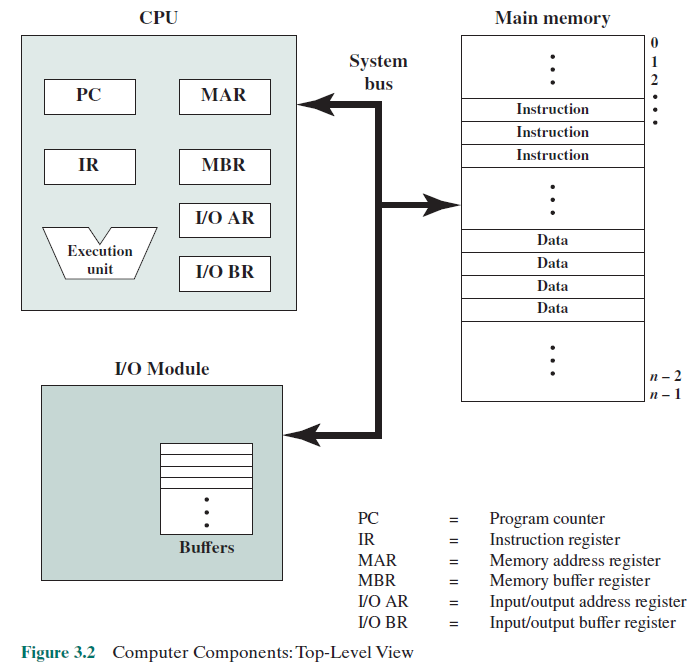 CPU
Main memory
System
bus
PC
MAR
IR
MBR
I/O AR
Execution
unit
I/O BR
0
1
2
Instruction
Instruction
Instruction
Data
Data
Data
Data
n – 2
n – 1
I/O Module
Buffers
PC = Program counter
IR = Instruction register
MAR = Memory address register
MBR = Memory buffer register
I/O AR = Input/output address register
I/O BR = Input/output buffer register
Figure 3.2 Computer Components: Top-Level View